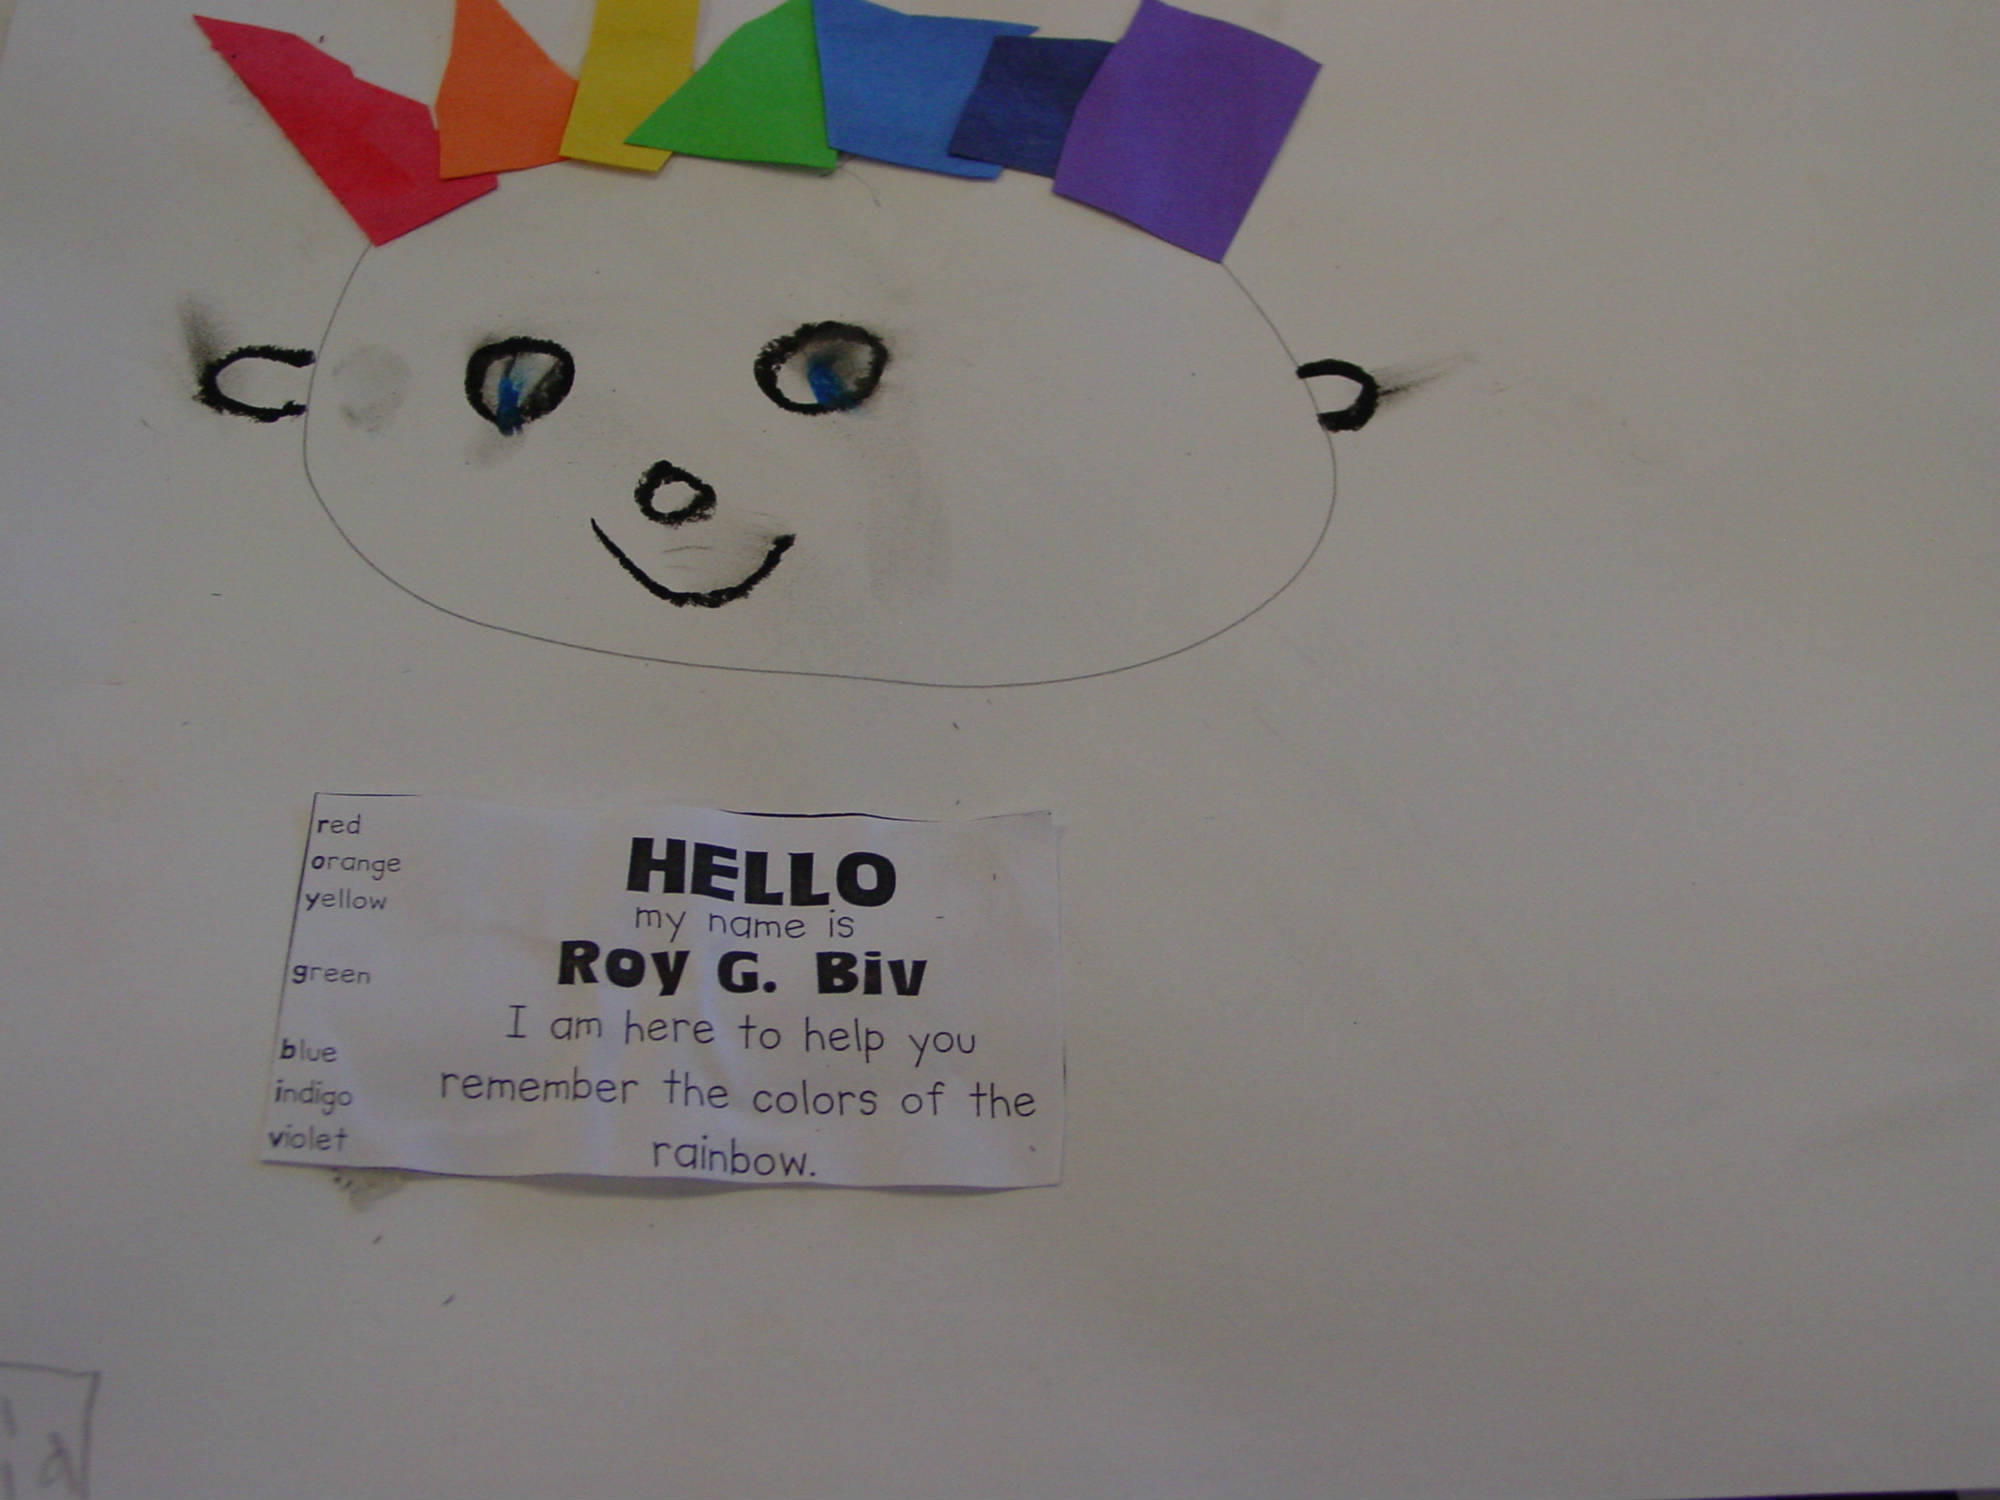 red
orange
yellow
green
blue
indigo
violet
HELLO
my name is
Roy G. Biv
I am here to help you
remember the colors of the
rainbow.